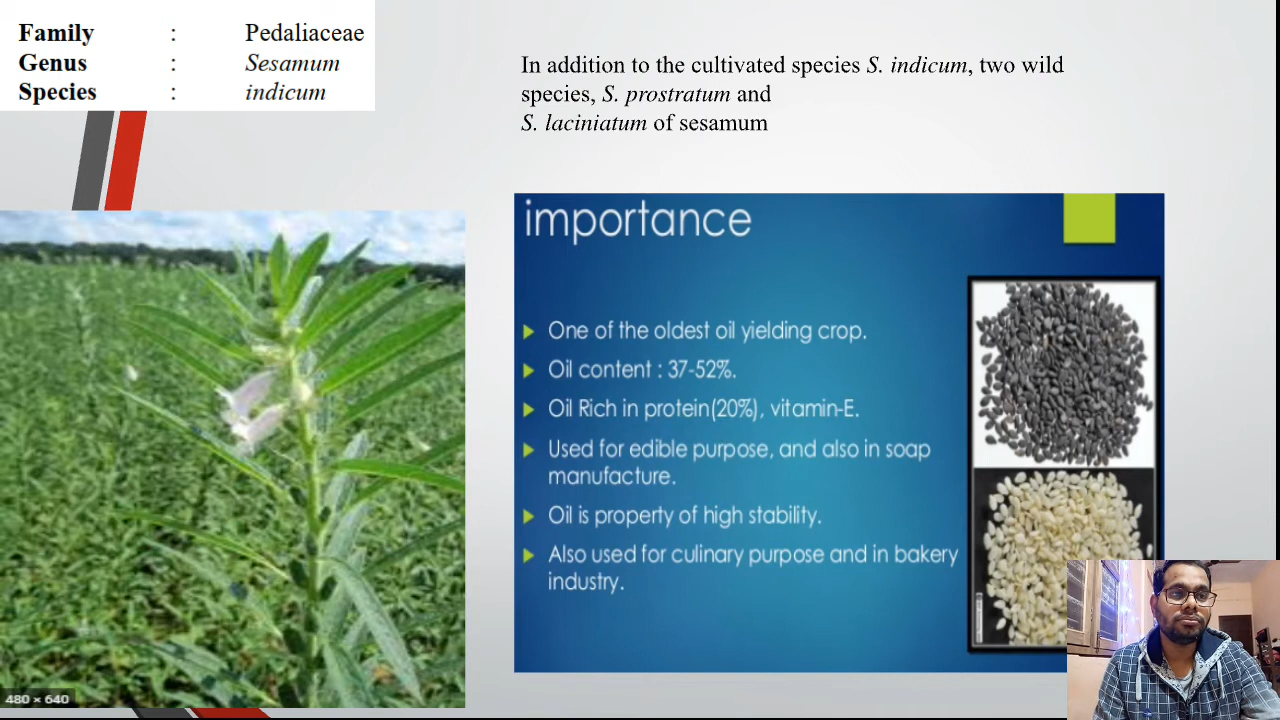 Family : Pedaliaceae
Genus : Sesamum
Species : indicum
In addition to the cultivated species S. indicum, two wild
species, S. prostratum and
S. laciniatum of sesamum
importance
One of the oldest oil yielding crop.
Oil content : 37-52%.
Oil Rich in protein(20%), vitamin-E.
Used for edible purpose, and also in soap
manufacture.
Oil is property of high stability.
Also used for culinary purpose and in bakery
industry.
480 × 640